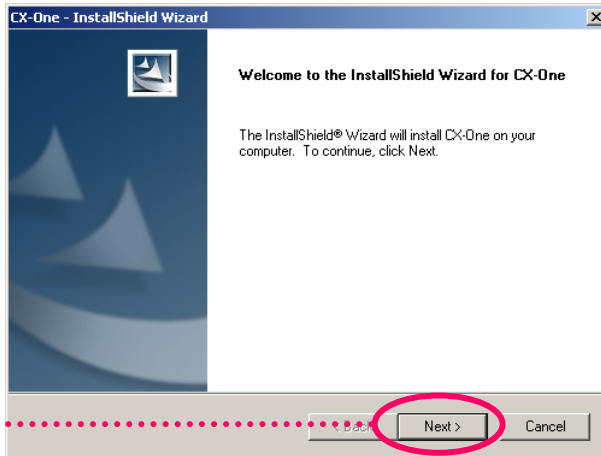 CX-One - InstallShield Wizard
Welcome to the InstallShield Wizard for CX-One
The InstallShield® Wizard will install CX-One on your
computer. To continue, click Next.
< Back
Next >
Cancel